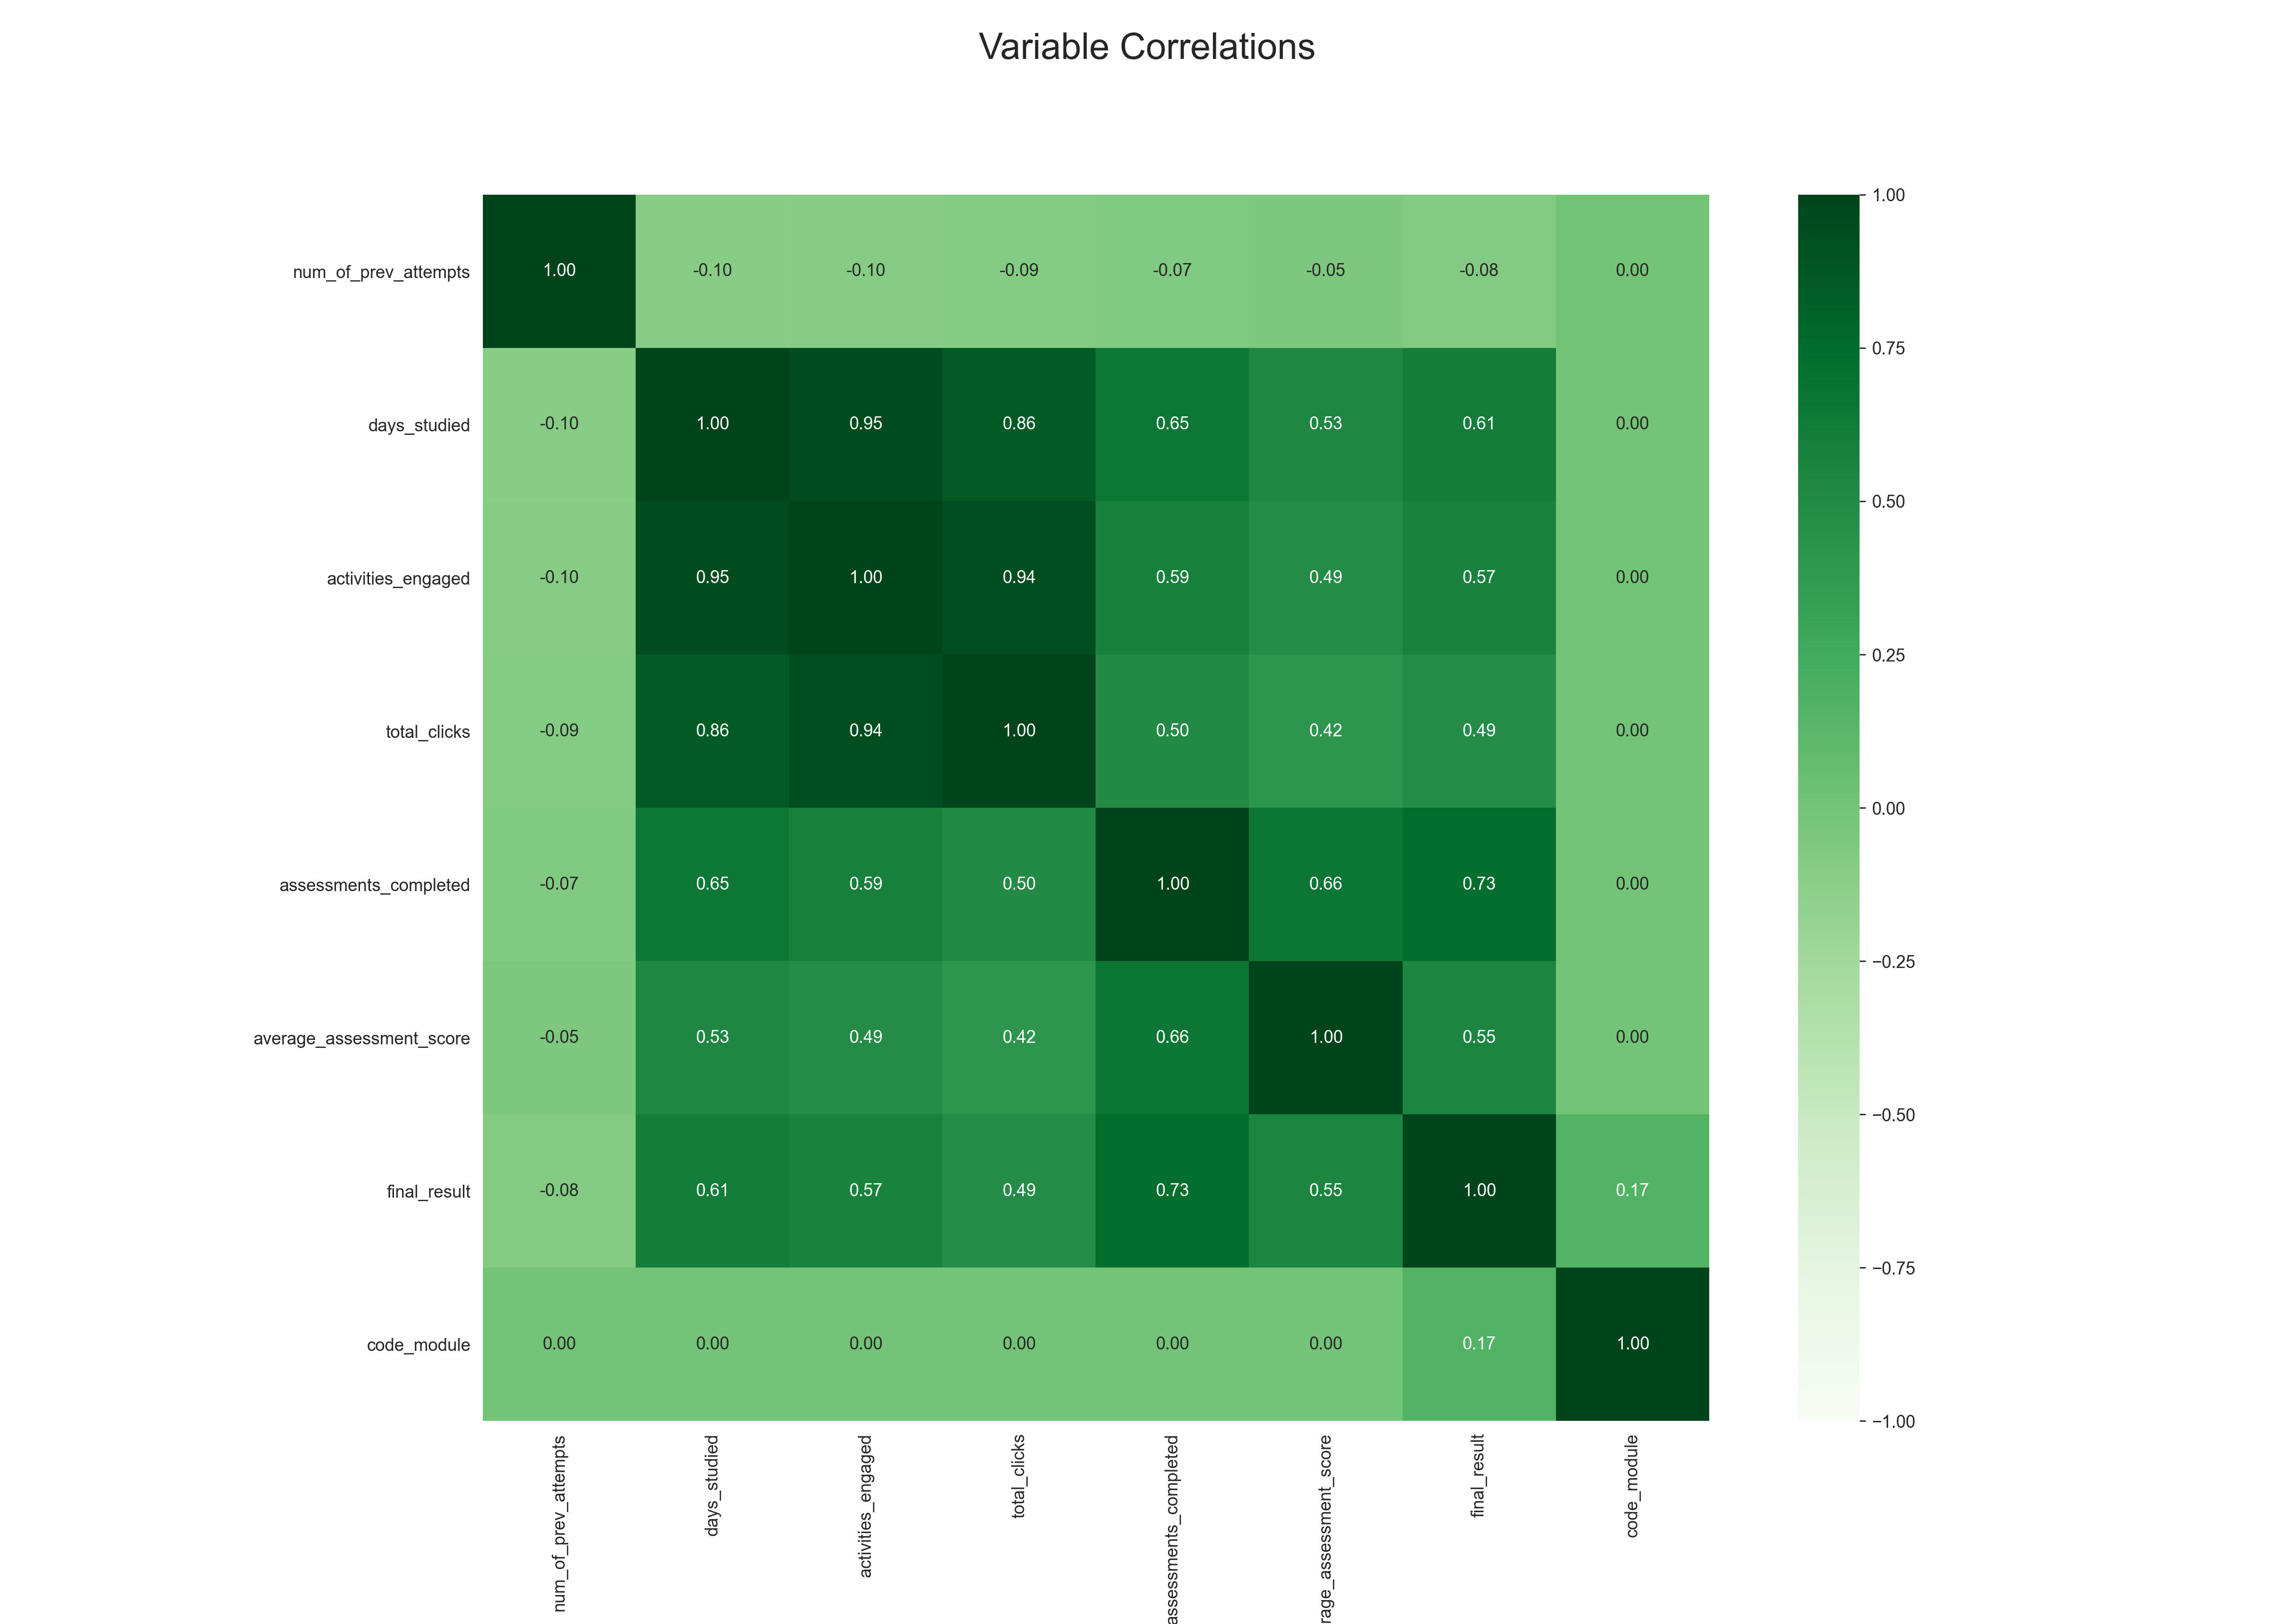 Variable Correlations
num_of_prev_attempts 1.00 -0.10 -0.10 -0.09 -0.07 -0.05 -0.08 0.00
days_studied -0.10 1.00 0.95 0.86 0.65 0.53 0.61 0.00
activities_engaged -0.10 0.95 1.00 0.94 0.59 0.49 0.57 0.00
total_clicks -0.09 0.86 0.94 1.00 0.50 0.42 0.49 0.00
assessments_completed -0.07 0.65 0.59 0.50 1.00 0.66 0.73 0.00
average_assessment_score -0.05 0.53 0.49 0.42 0.66 1.00 0.55 0.00
final_result -0.08 0.61 0.57 0.49 0.73 0.55 1.00 0.17
code_module 0.00 0.00 0.00 0.00 0.00 0.00 0.17 1.00
num_of_prev_attempts
days_studied
activities_engaged
total_clicks
assessments_completed
rage_assessment_score
final_result
code_module
1.00
0.75
0.50
0.25
0.00
−0.25
−0.50
−0.75
−1.00